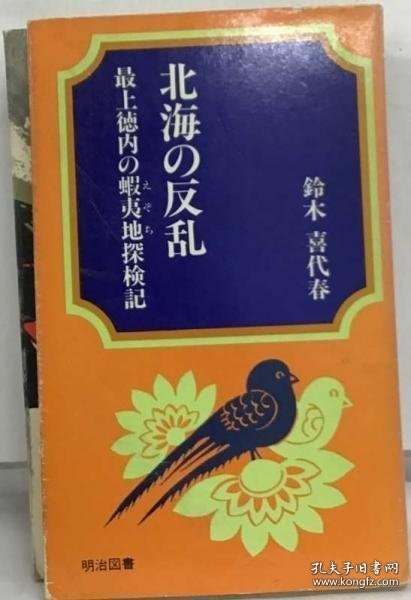 北海の反乱
最上徳内の蝦夷地探検記
えぞち
鈴木 喜代春
明治図書
孔夫子旧书网
kongfz.com